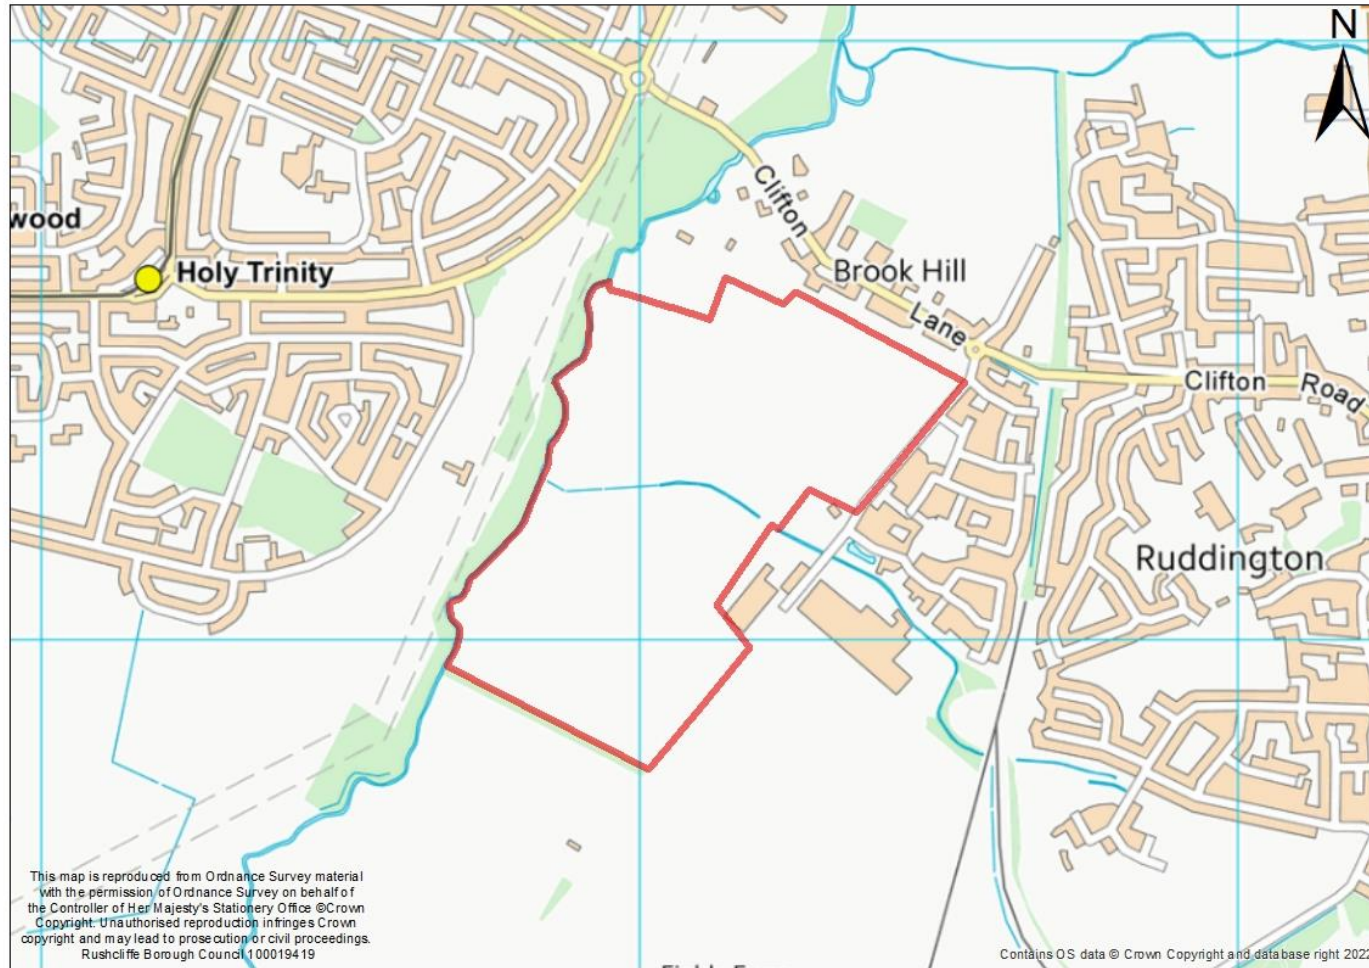 N
Clifton
wood
Holy Trinity
Brook Hill
Lane
Clifton
Road
Ruddington
This map is reproduced from Ordnance Survey material
with the permission of Ordnance Survey on behalf of
the Controller of Her Majesty's Stationery Office ©Crown
Copyright. Unauthorised reproduction infringes Crown
copyright and may lead to prosecution or civil proceedings.
Rushcliffe Borough Council 100019419
Contains OS data © Crown Copyright and database right